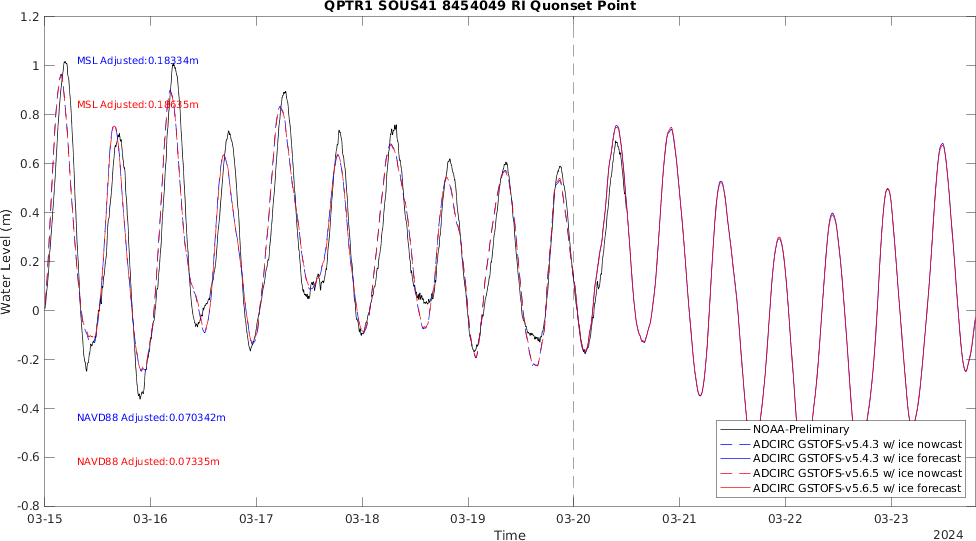 QPTR1 SOUS41 8454049 RI Quonset Point
1.2
1
0.8
0.6
0.4
0.2
0
-0.2
-0.4
-0.6
-0.8
Water Level (m)
MSL Adjusted:0.18334m
MSL Adjusted:0.18635m
NAVD88 Adjusted:0.070342m
NAVD88 Adjusted:0.07335m
NOAA-Preliminary
ADCIRC GSTOFS-v5.4.3 w/ ice nowcast
ADCIRC GSTOFS-v5.4.3 w/ ice forecast
ADCIRC GSTOFS-v5.6.5 w/ ice nowcast
ADCIRC GSTOFS-v5.6.5 w/ ice forecast
03-15 03-16 03-17 03-18 03-19 03-20 03-21 03-22 03-23
Time
2024